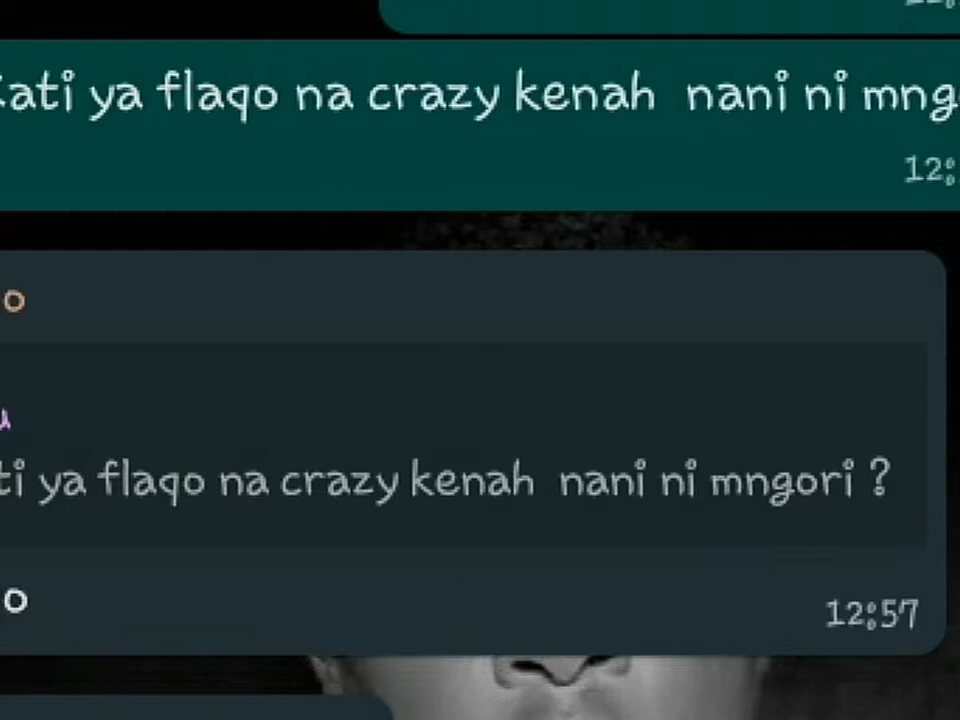 ati ya flaqo na crazy kenah nani ni mng
12:
o
ti ya flaqo na crazy kenah nani ni mngori ?
o
12:57